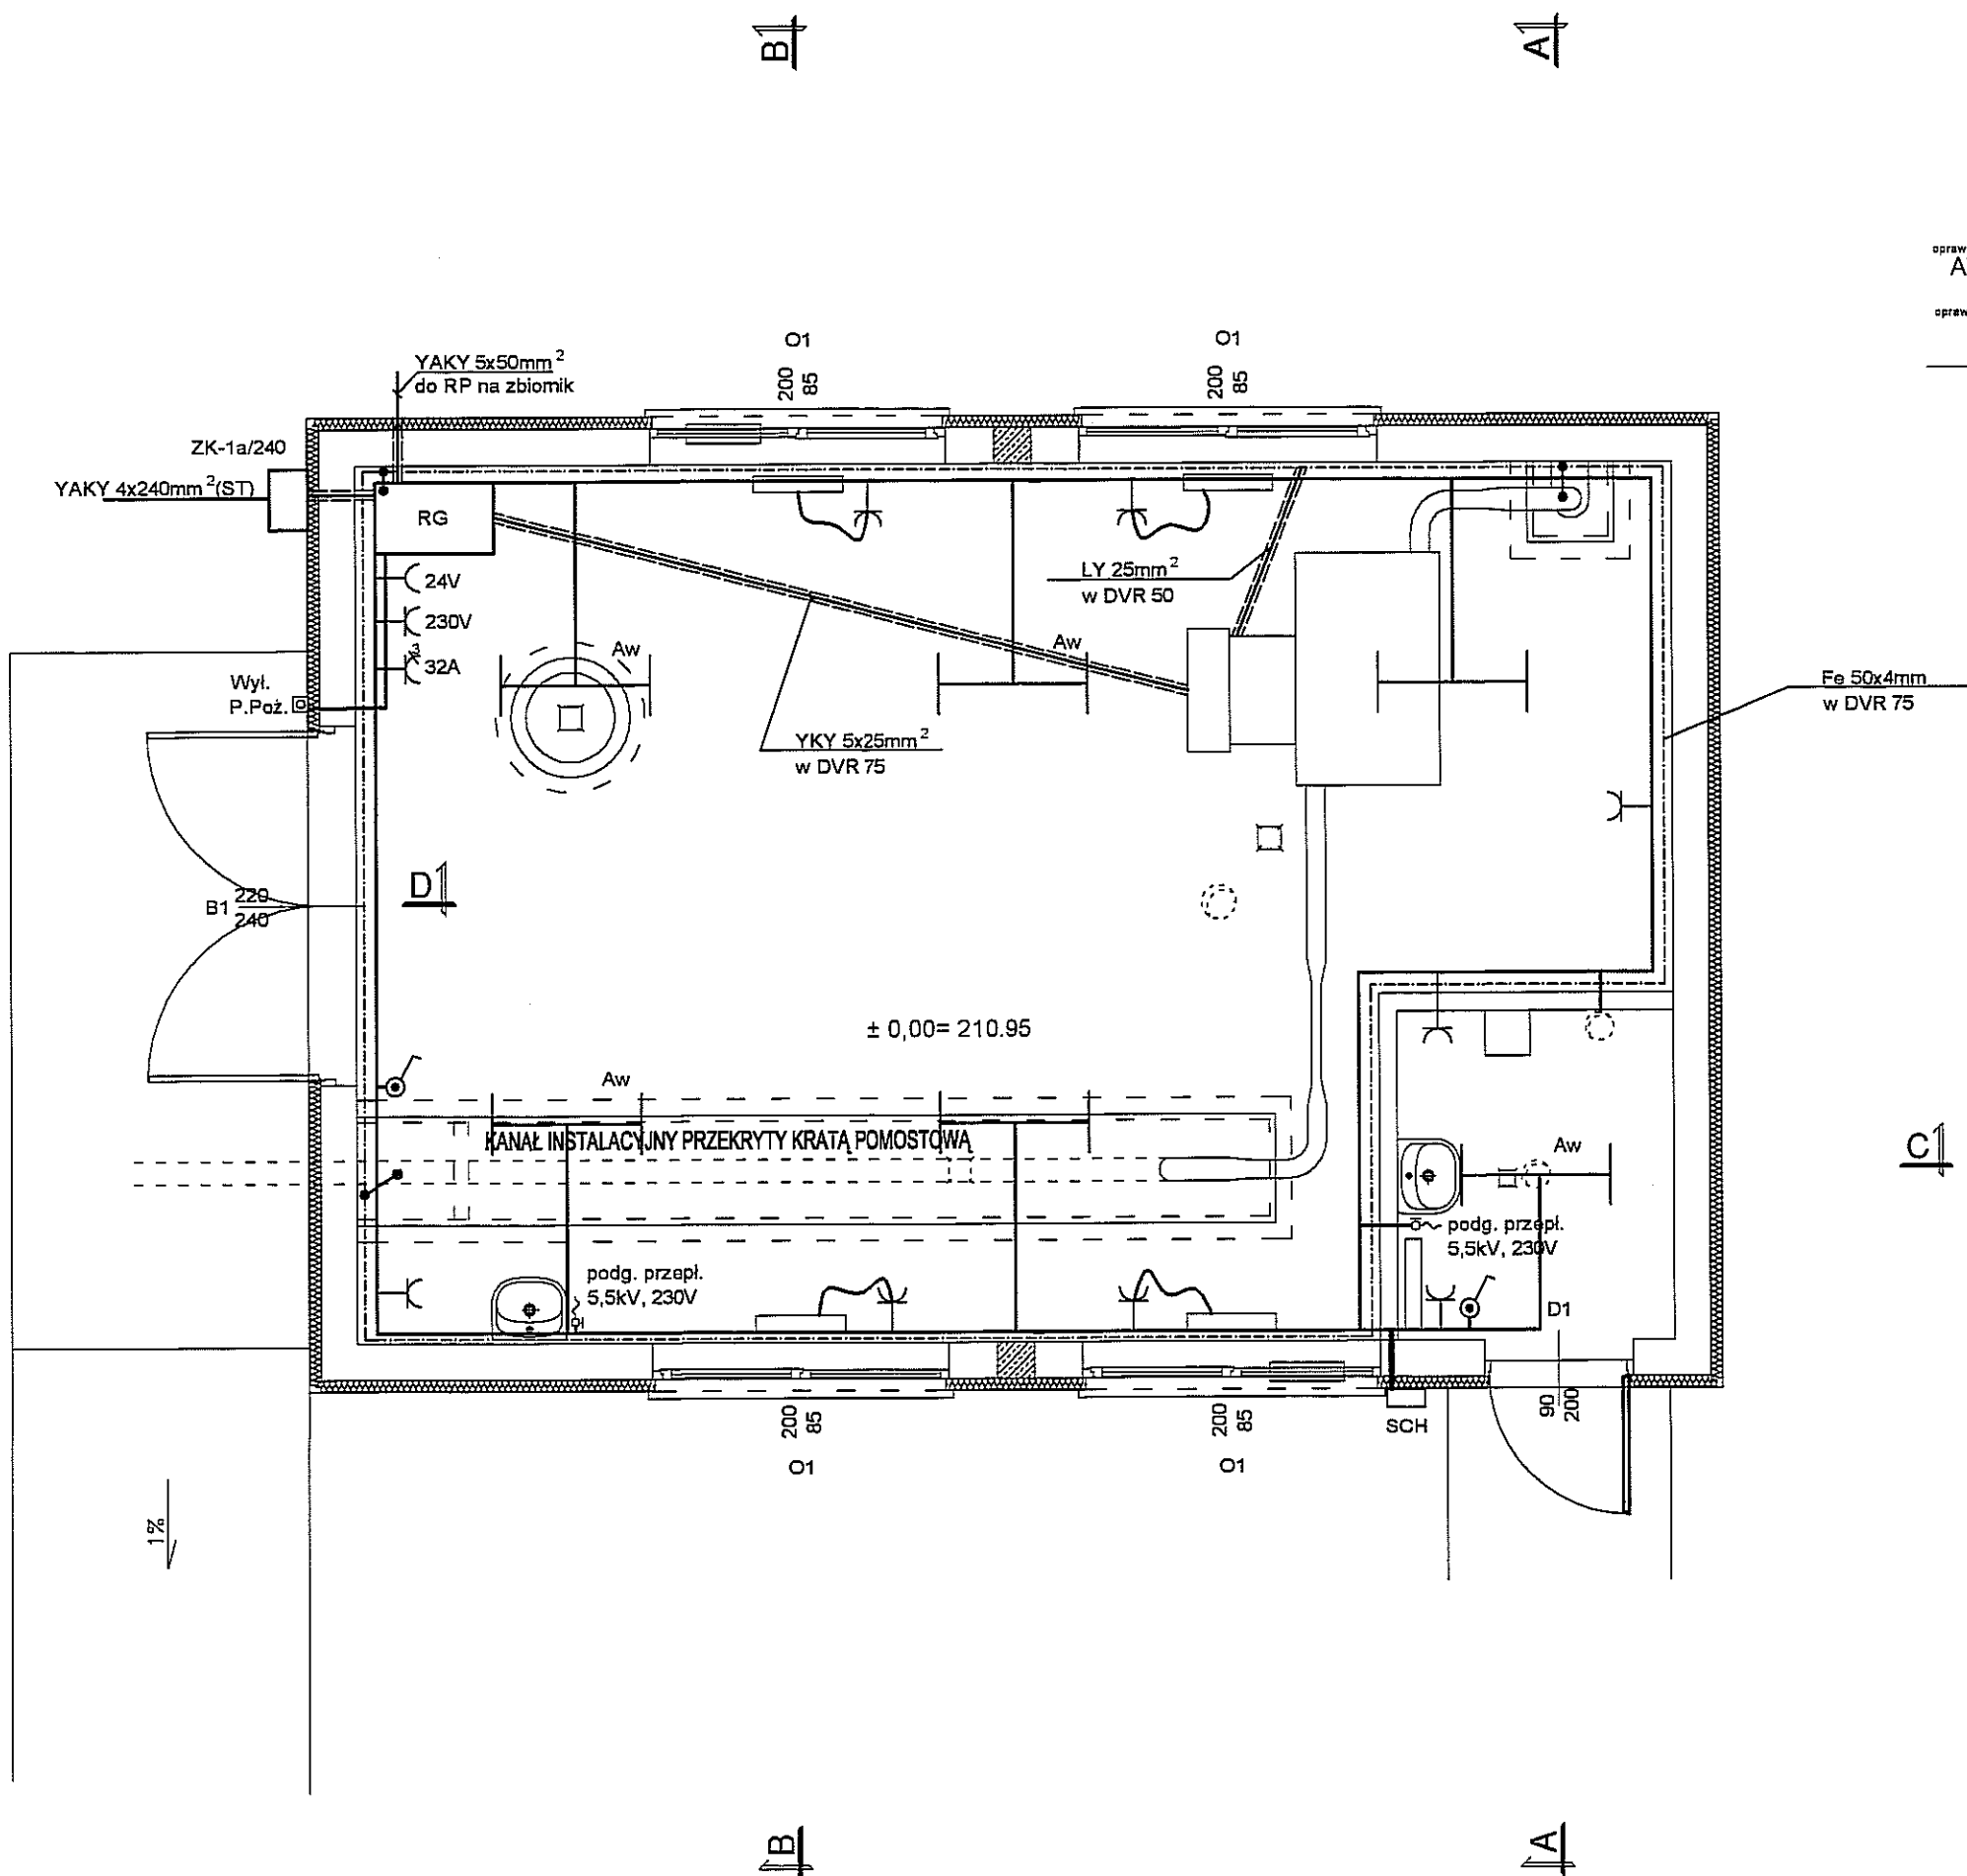 B
A
opraw
A
opraw
O1
O1
200
85
200
85
YAKY 5x50mm²
do RP na zbiornik
ZK-1a/240
YAKY 4x240mm²(ST)
RG
24V
230V
3
32A
LY 25mm²
w DVR 50
Aw
Aw
Wył.
P.Poż.
Fe 50x4mm
w DVR 75
YKY 5x25mm²
w DVR 75
D
B1
220
240
± 0,00= 210.95
Aw
KANAŁ INSTALACYJNY PRZEKRYTY KRATĄ POMOSTOWĄ
Aw
C
podg. przepł.
5,5kV, 230V
podg. przepł.
5,5kV, 230V
D1
200
85
200
85
90
200
SCH
O1
O1
1%
B
A